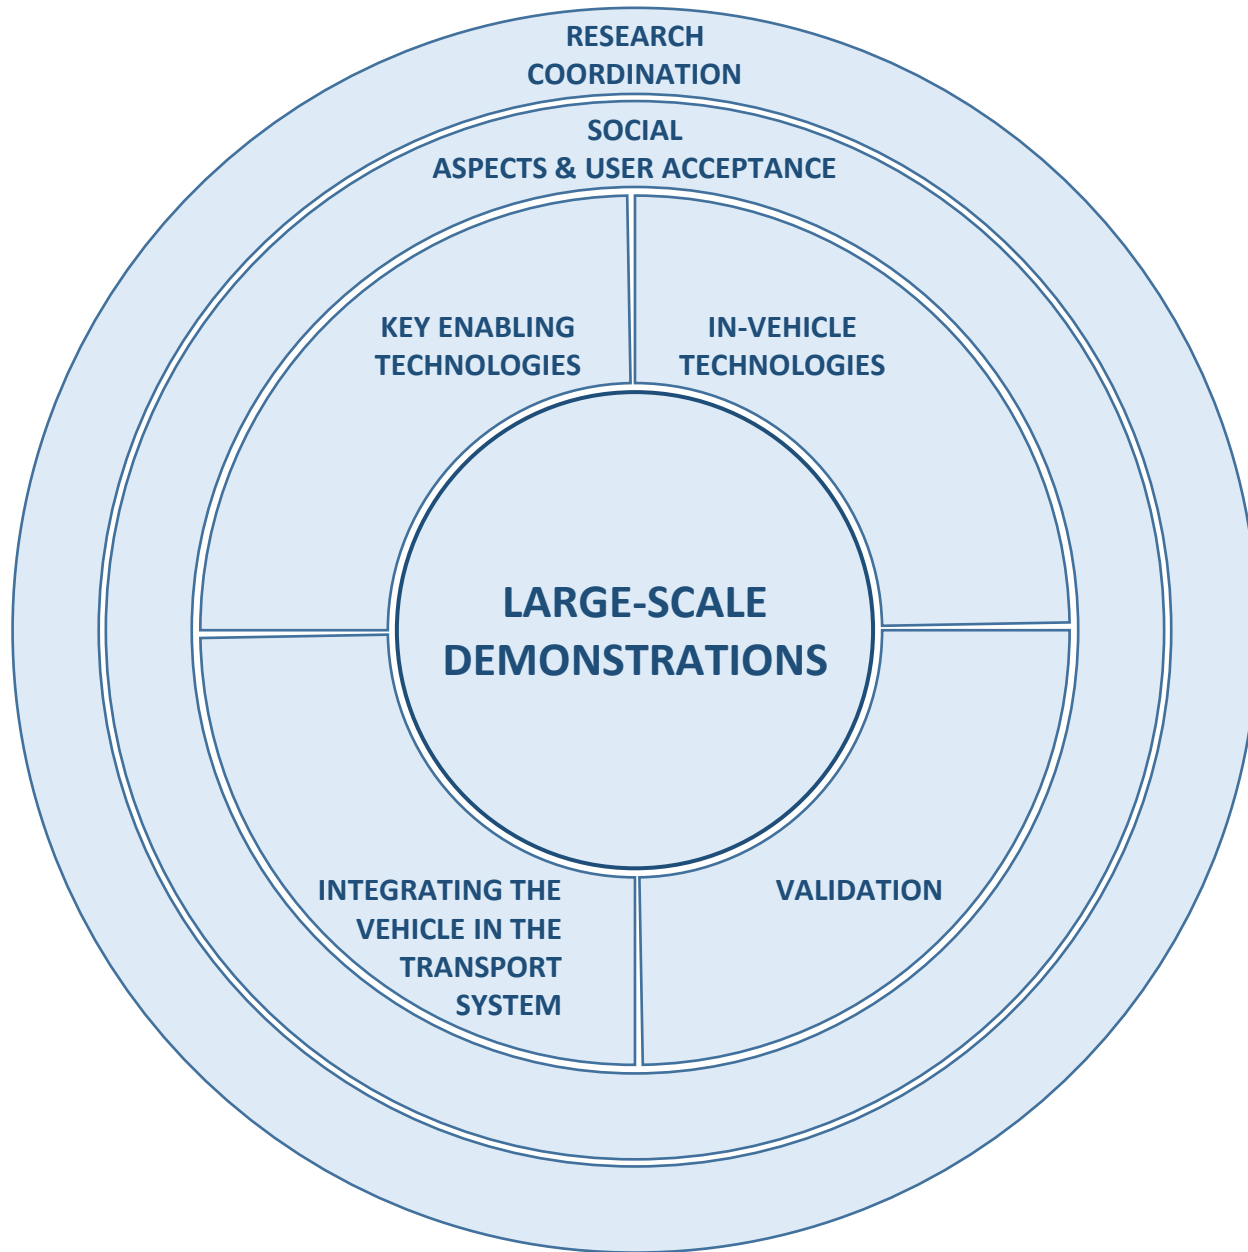 RESEARCH
COORDINATION
SOCIAL
ASPECTS & USER ACCEPTANCE
KEY ENABLING
TECHNOLOGIES
IN-VEHICLE
TECHNOLOGIES
LARGE-SCALE
DEMONSTRATIONS
INTEGRATING THE
VEHICLE IN THE
TRANSPORT
SYSTEM
VALIDATION